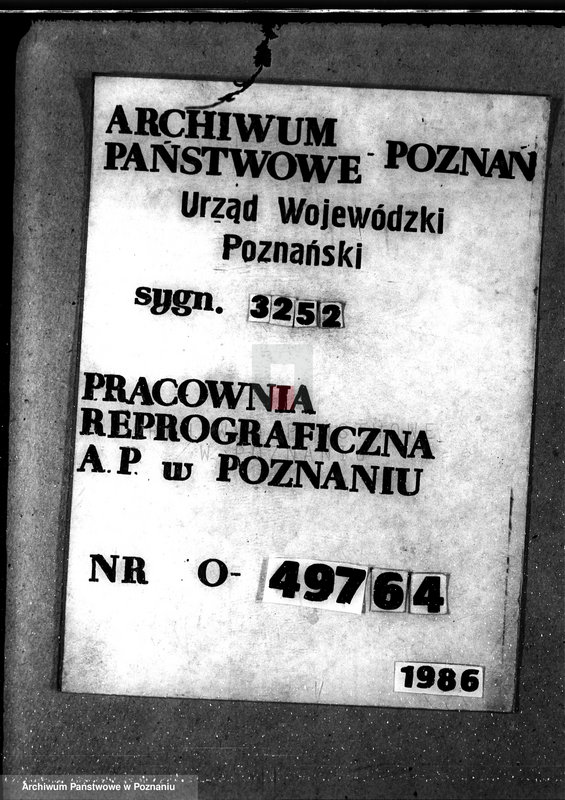 ARCHIWUM
PAŃSTWOWE - POZNAŃ
Urząd Wojewódzki
Poznański
sygn. 3252
PRACOWNIA
REPROGRAFICZNA
A.P. w POZNANIU
NR O- 49764
1986
Archiwum Państwowe w Poznaniu